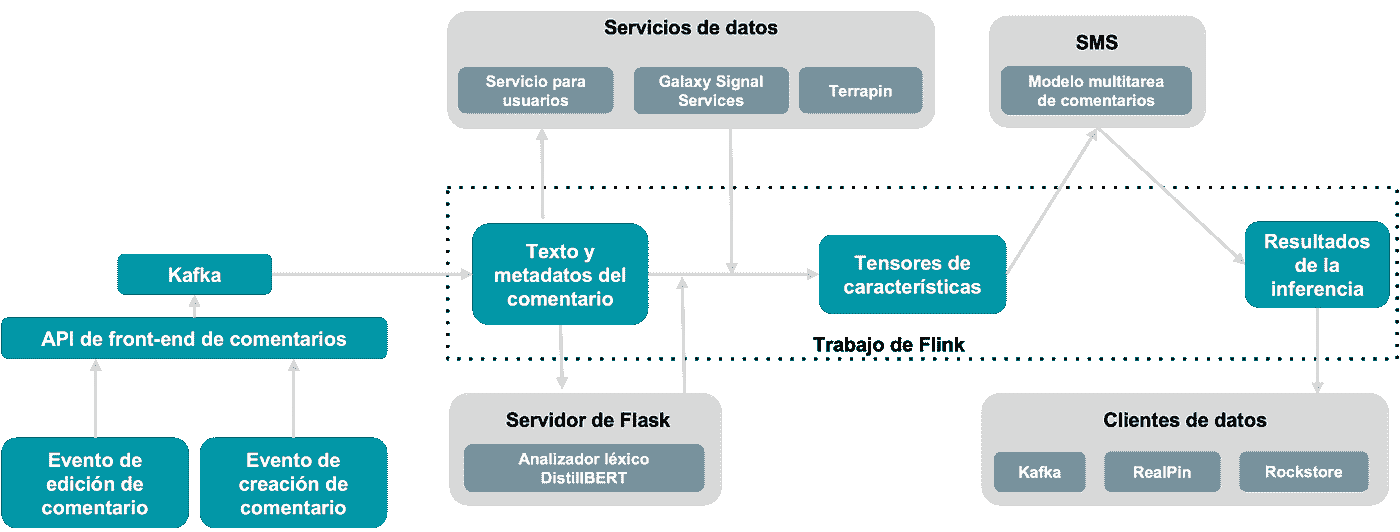 Servicios de datos
Servicio para
usuarios
Galaxy Signal
Services
Terrapin
SMS
Modelo multitarea
de comentarios
Kafka
API de front-end de comentarios
Evento de
edición de
comentario
Evento de
creación de
comentario
Texto y
metadatos del
comentario
Tensores de
características
Resultados
de la
inferencia
Trabajo de Flink
Servidor de Flask
Analizador léxico
DistillBERT
Clientes de datos
Kafka
RealPin
Rockstore